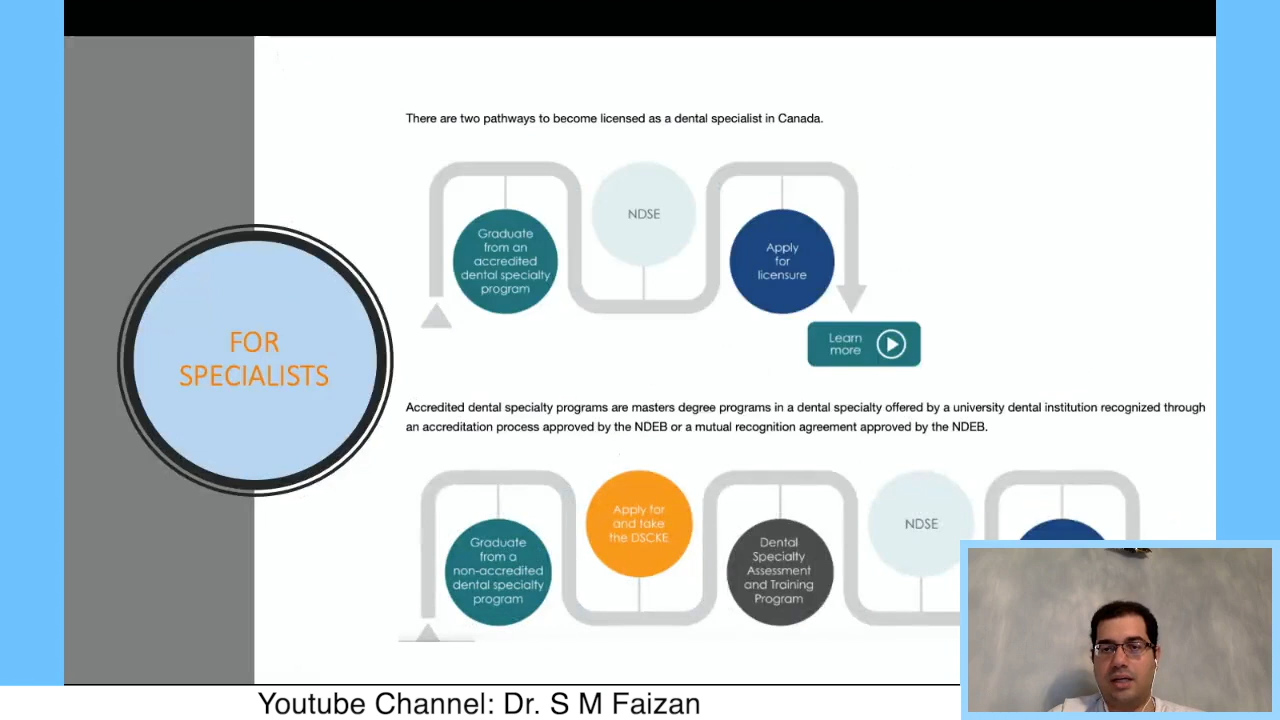 There are two pathways to become licensed as a dental specialist in Canada.
Graduate
from an
accredited
dental specialty
program
NDSE
Apply
for
licensure
Learn
more
FOR
SPECIALISTS
Accredited dental specialty programs are masters degree programs in a dental specialty offered by a university dental institution recognized through
an accreditation process approved by the NDEB or a mutual recognition agreement approved by the NDEB.
Graduate
from a
non-accredited
dental specialty
program
Apply for
and take
the DSCKE
Dental
Specialty
Assessment
and Training
Program
NDSE
Youtube Channel: Dr. S M Faizan